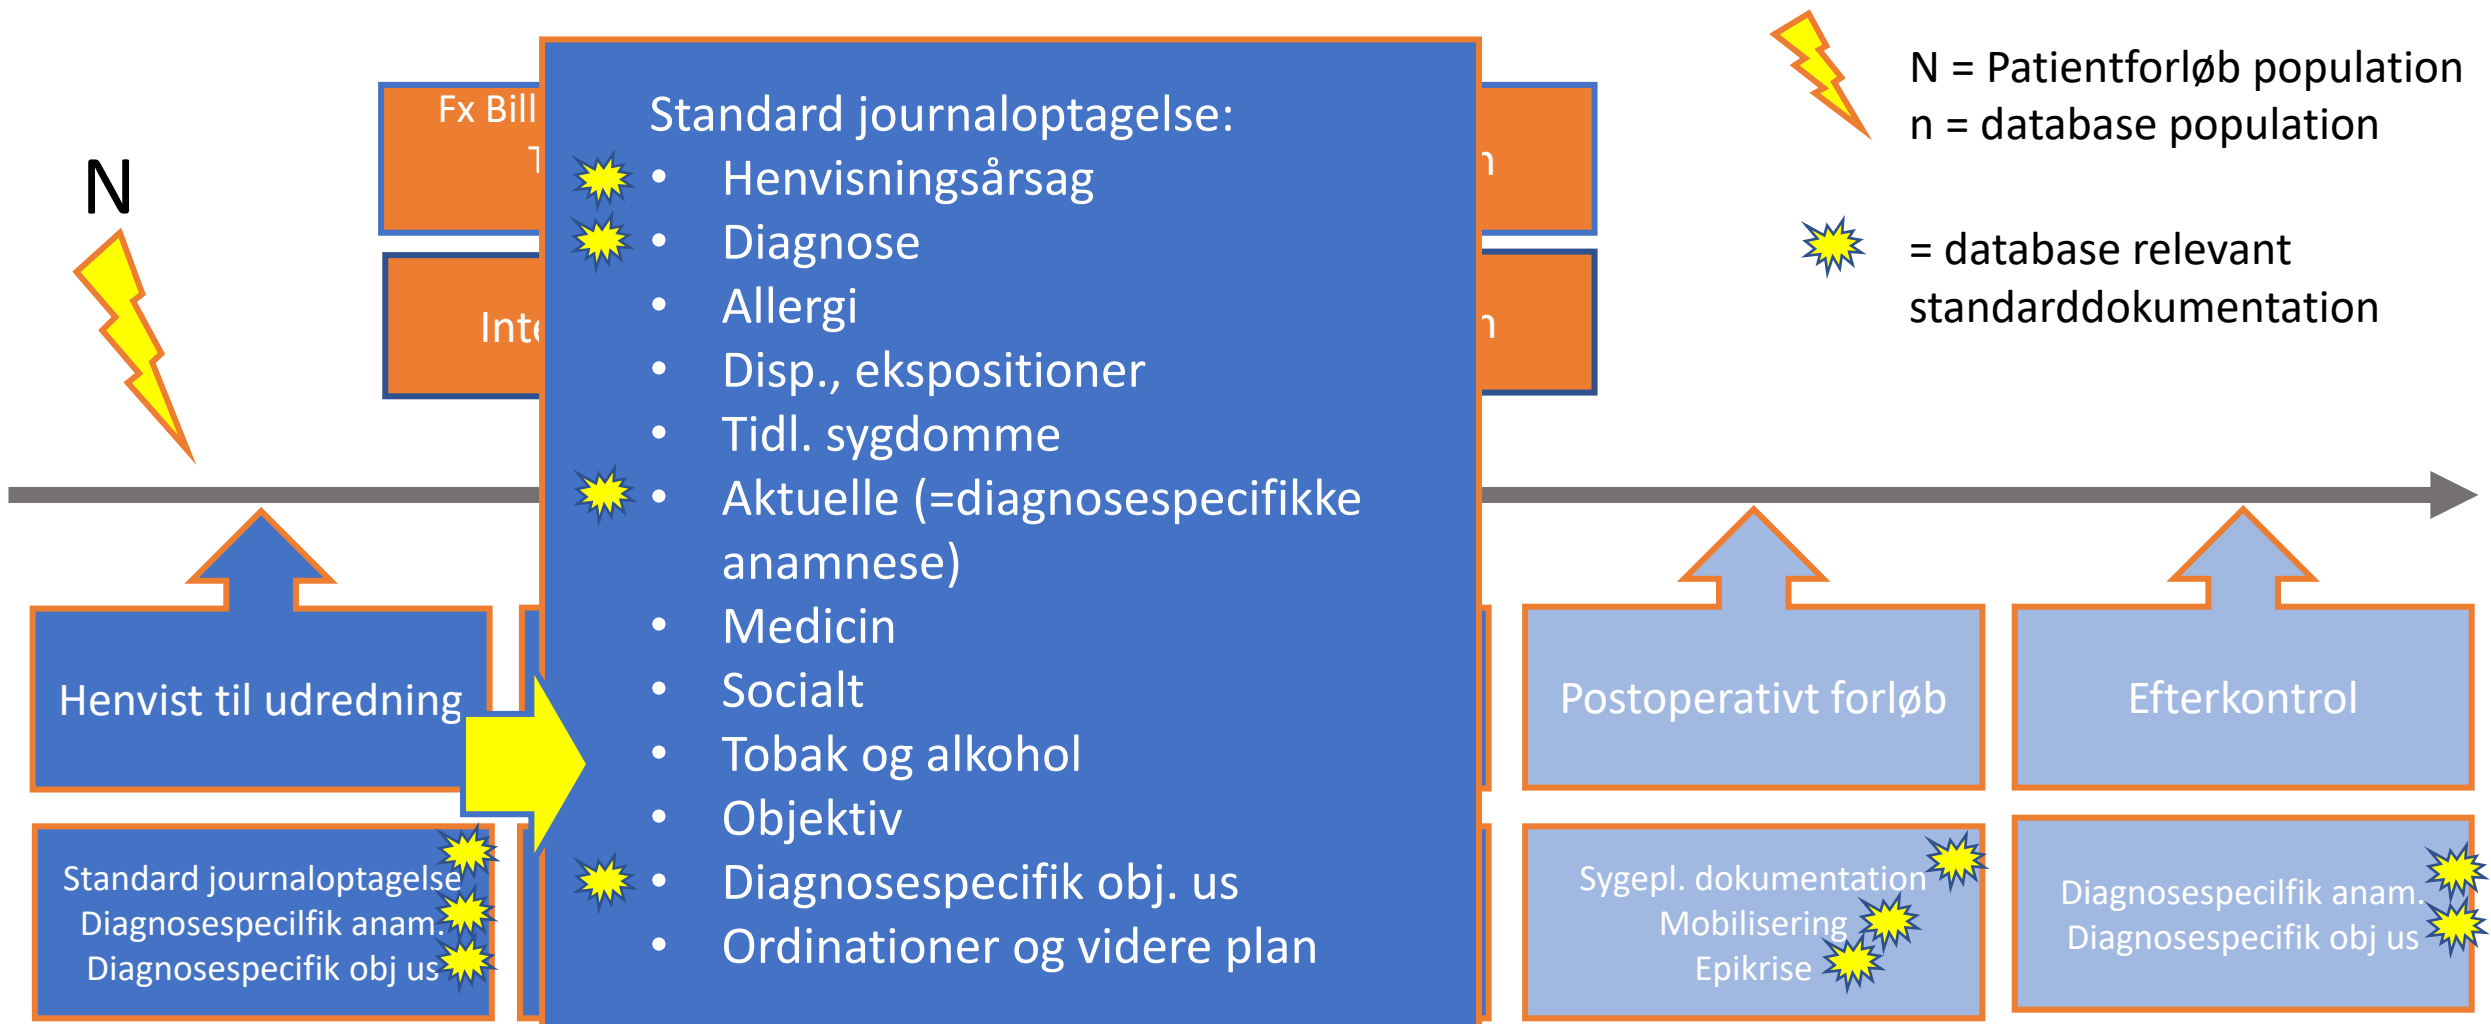 N
Fx Bill
T
Inte
Standard journaloptagelse:
• Henvisningsårsag
• Diagnose
• Allergi
• Disp., ekspositioner
• Tidl. sygdomme
• Aktuelle (=diagnosespecifikke
anamnese)
• Medicin
• Socialt
• Tobak og alkohol
• Objektiv
• Diagnosespecifik obj. us
• Ordinationer og videre plan
n
n
N = Patientforløb population
n = database population
= database relevant
standarddokumentation
Henvist til udredning
Postoperativt forløb
Efterkontrol
Standard journaloptagelse
Diagnosespecilfik anam.
Diagnosespecifik obj us
Sygepl. dokumentation
Mobilisering
Epikrise
Diagnosespecilfik anam.
Diagnosespecifik obj us